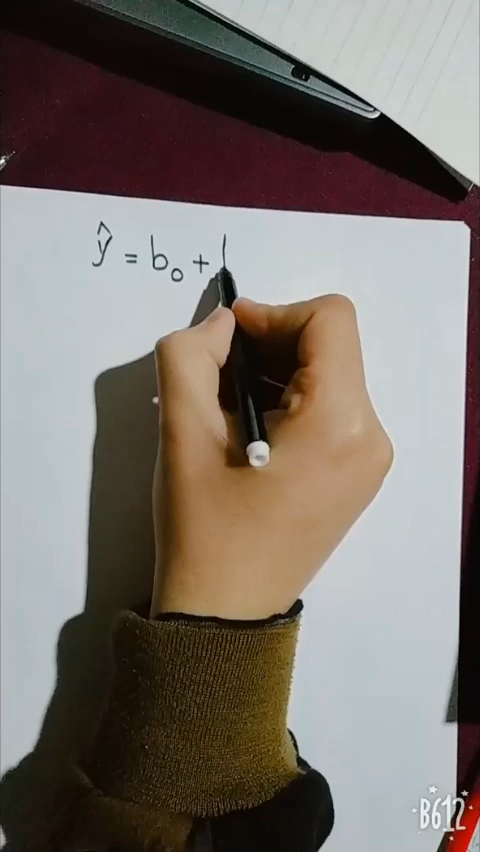 ŷ = b₀ +
B612